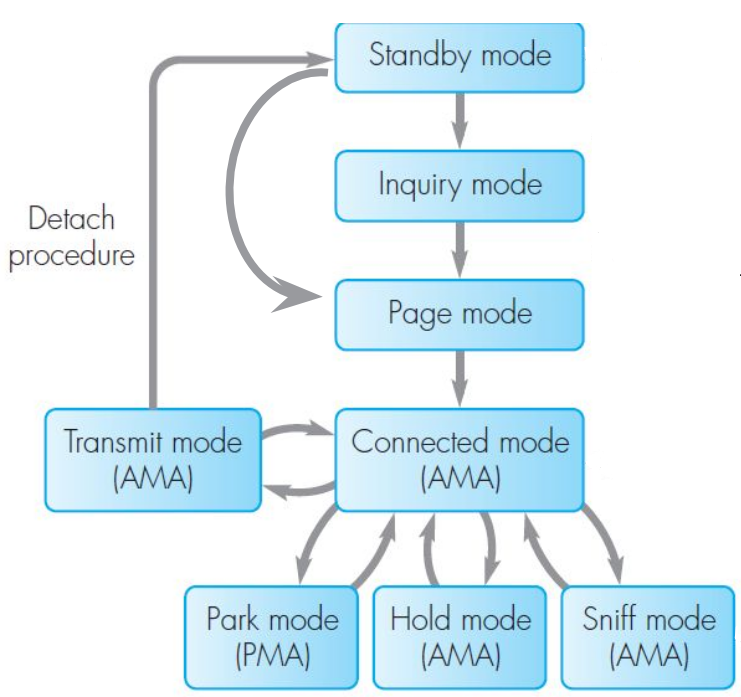 Standby mode
Inquiry mode
Detach
procedure
Page mode
Transmit mode
(AMA)
Connected mode
(AMA)
Park mode
(PMA)
Hold mode
(AMA)
Sniff mode
(AMA)